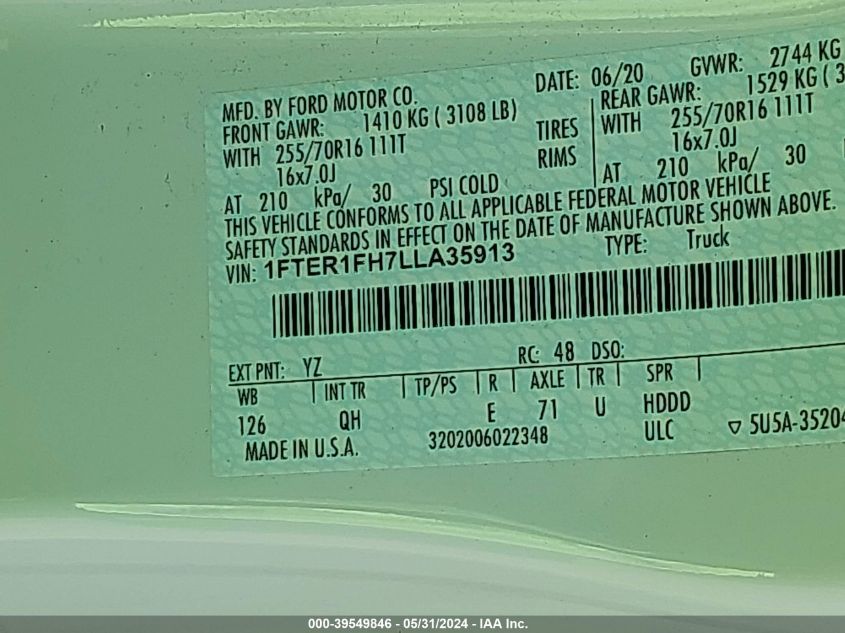 MFD. BY FORD MOTOR CO. DATE: 06/20 GVWR: 2744 KG
FRONT GAWR: 1410 KG ( 3108 LB) REAR GAWR: 1529 KG ( 3
WITH 255/70R16 111T TIRES WITH 255/70R16 111T
16x7.0J RIMS 16x7.0J
AT 210 kPa/ 30 PSI COLD AT 210 kPa/ 30
THIS VEHICLE CONFORMS TO ALL APPLICABLE FEDERAL MOTOR VEHICLE
SAFETY STANDARDS IN EFFECT ON THE DATE OF MANUFACTURE SHOWN ABOVE.
VIN: 1FTER1FH7LLA35913 TYPE: Truck
EXT PNT: YZ RC: 48 DSO:
WB INT TR TP/PS R AXLE TR SPR
126 QH E 71 U HDDD
MADE IN U.S.A. 3202006022348 ULC ▽ 5U5A-35204
000-39549846 - 05/31/2024 - IAA Inc.